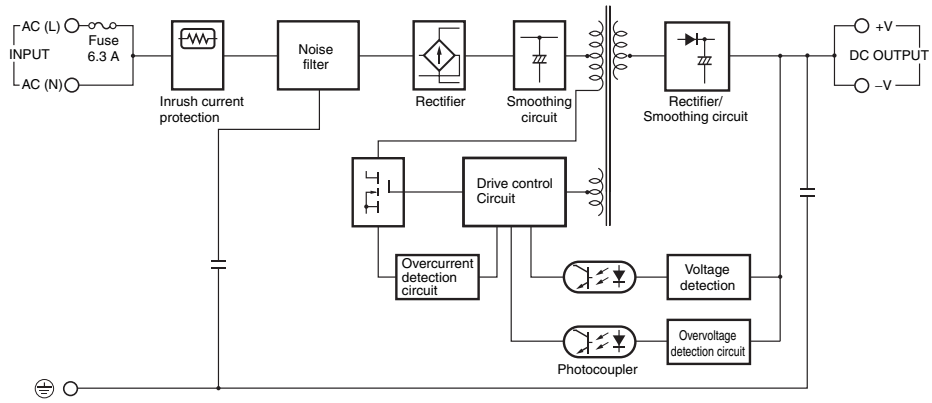 AC (L)
Fuse
6.3 A
INPUT
AC (N)
Inrush current
protection
Noise
filter
Rectifier
Smoothing
circuit
Rectifier/
Smoothing circuit
+V
DC OUTPUT
–V
Drive control
Circuit
Overcurrent
detection
circuit
Voltage
detection
Overvoltage
detection circuit
Photocoupler